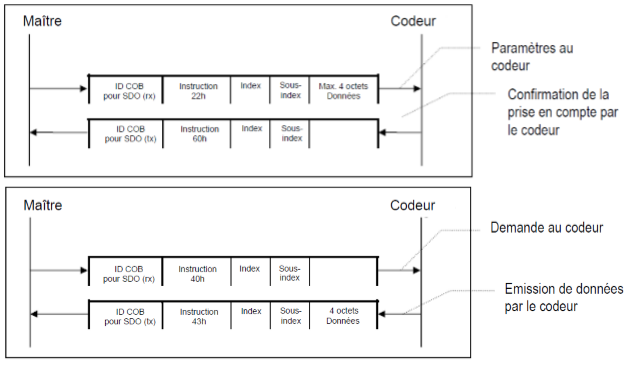 Maître
Codeur
ID COB
pour SDO (rx)
Instruction
22h
Index
Sous-
index
Max. 4 octets
Données
Paramètres au
codeur
ID COB
pour SDO (tx)
Instruction
60h
Index
Sous-
index
Confirmation de la
prise en compte par
le codeur
Maître
Codeur
ID COB
pour SDO (rx)
Instruction
40h
Index
Sous-
index
Demande au codeur
ID COB
pour SDO (tx)
Instruction
43h
Index
Sous-
index
4 octets
Données
Emission de données
par le codeur